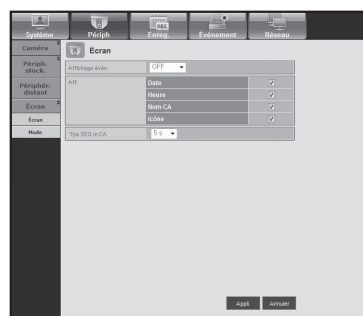 Système Périph Enreg. Événement Réseau
Caméra
Périph. stock.
Périphér. distant
Écran
Écran
Mode
Écran
Affichage évén. OFF
Aff. Date
Heure
Nom CA
Icône
Tps SEQ m.CA 5 s
Appli. Annuler